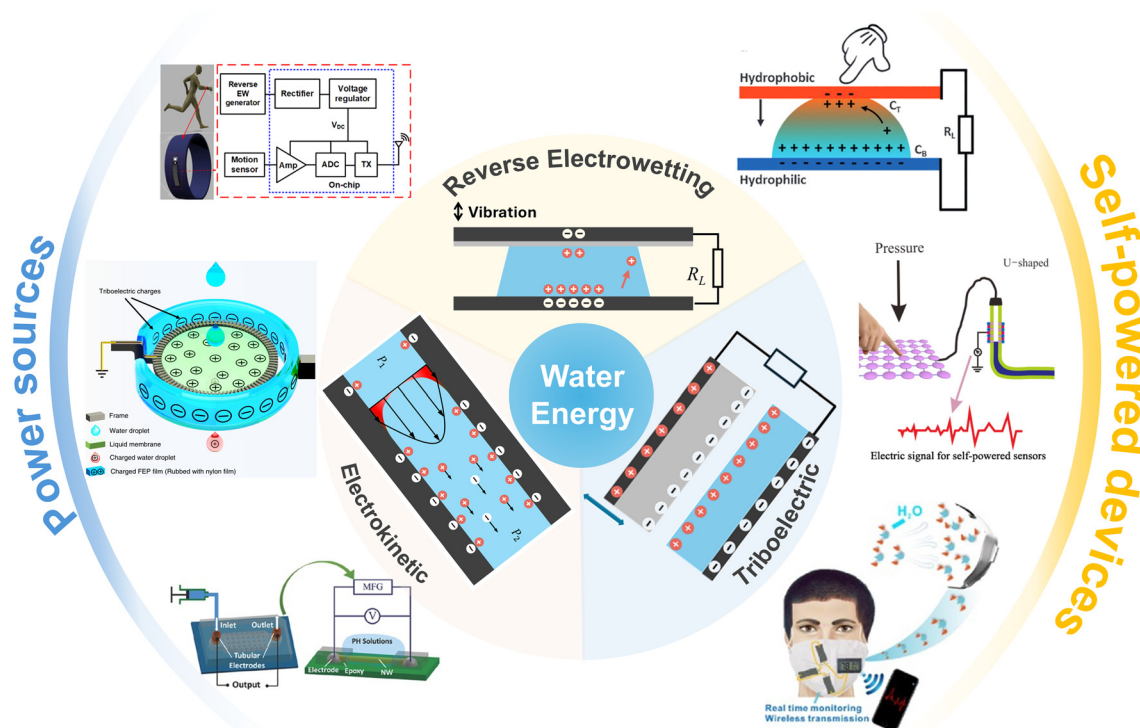 Power sources
Self-powered devices
Reverse
EW
generator
Rectifier
Voltage
regulator
V_DC
Motion
sensor
Amp
ADC
TX
On-chip
Hydrophobic
- - -
+ + +
C_T
+
R_L
C_B
+ + + + + + + + + +
Hydrophilic
Reverse Electrowetting
Vibration
R_L
Triboelectric charges
Frame
Water droplet
Liquid membrane
Charged water droplet
Charged FEP film (Rubbed with nylon film)
Water
Energy
P_1
P_2
Electrokinetic
Triboelectric
Pressure
U-shaped
Electric signal for self-powered sensors
Inlet
Outlet
Tubular
Electrodes
Output
MFG
V
PH Solutions
Electrode
Epoxy
NW
H₂O
Real time monitoring
Wireless transmission